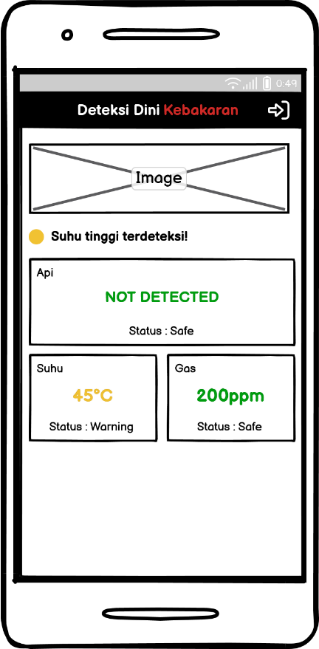 0:49
Deteksi Dini Kebakaran
Image
Suhu tinggi terdeteksi!
Api
NOT DETECTED
Status : Safe
Suhu
45°C
Status : Warning
Gas
200ppm
Status : Safe